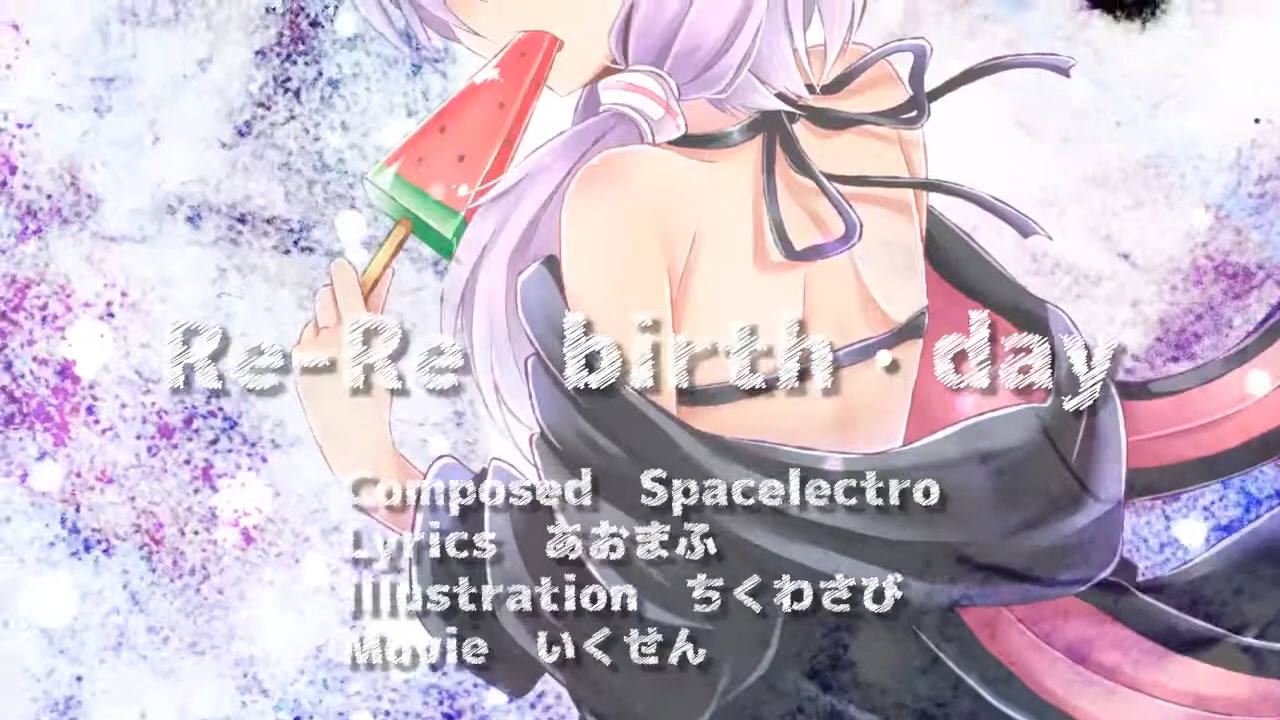 Re-Re birth・day
Composed Spacelectro
Lyrics あおまふ
Illustration ちくわさび
Movie いくせん